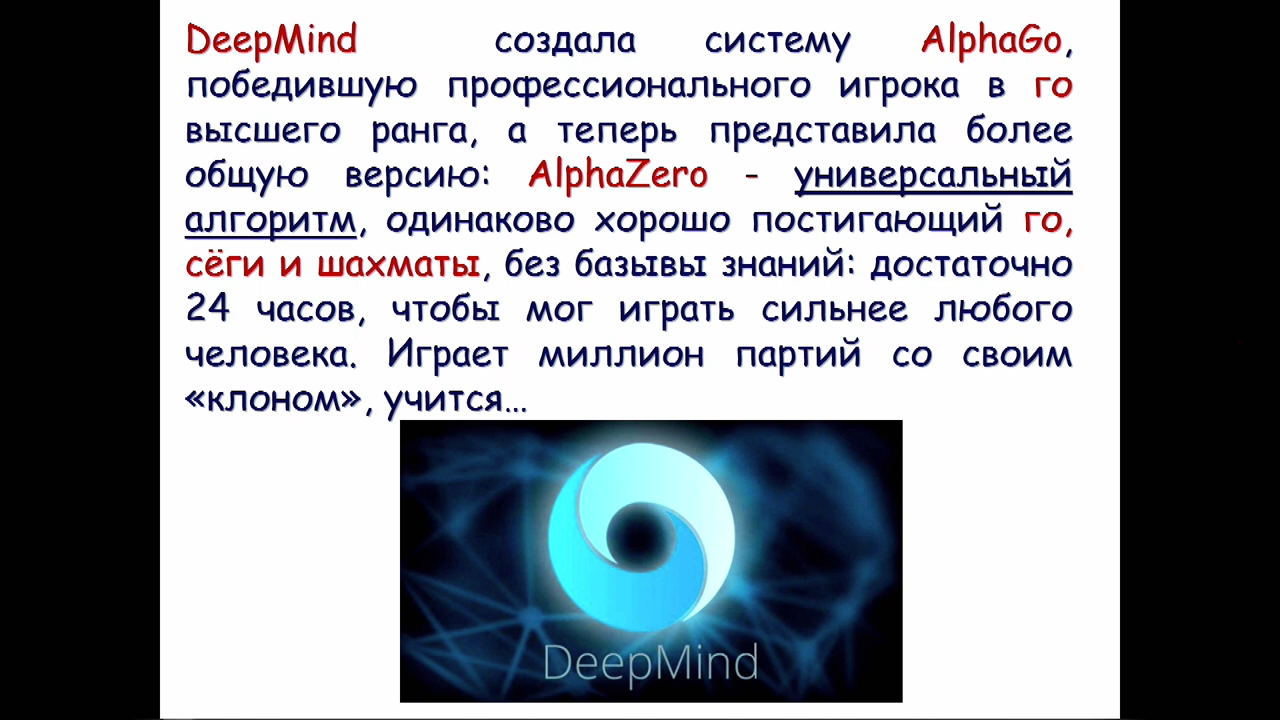 DeepMind создала систему AlphaGo,
победившую профессионального игрока в го
высшего ранга, а теперь представила более
общую версию: AlphaZero - универсальный
алгоритм, одинаково хорошо постигающий го,
сёги и шахматы, без базывы знаний: достаточно
24 часов, чтобы мог играть сильнее любого
человека. Играет миллион партий со своим
«клоном», учится…
DeepMind